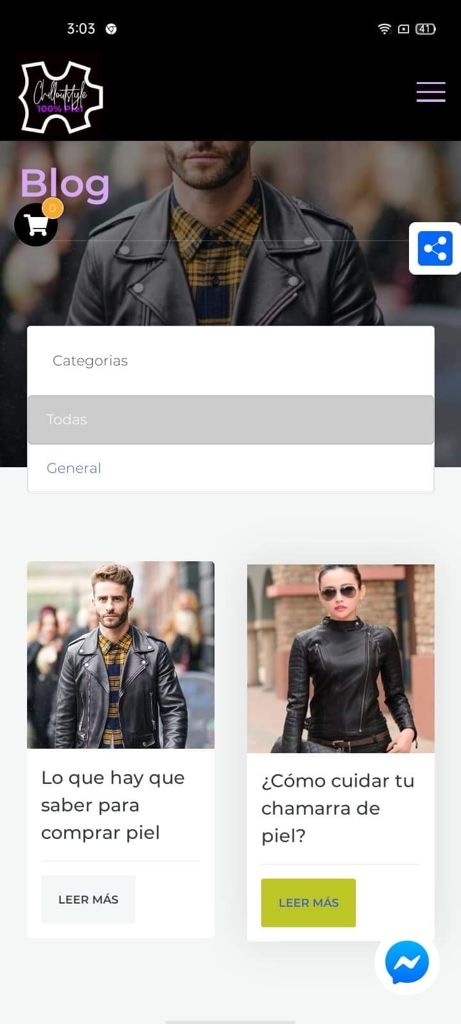 3:03
41
Chilloutstyle
100% Piel
Blog
0
Categorias
Todas
General
Lo que hay que
saber para
comprar piel
LEER MÁS
¿Cómo cuidar tu
chamarra de
piel?
LEER MÁS